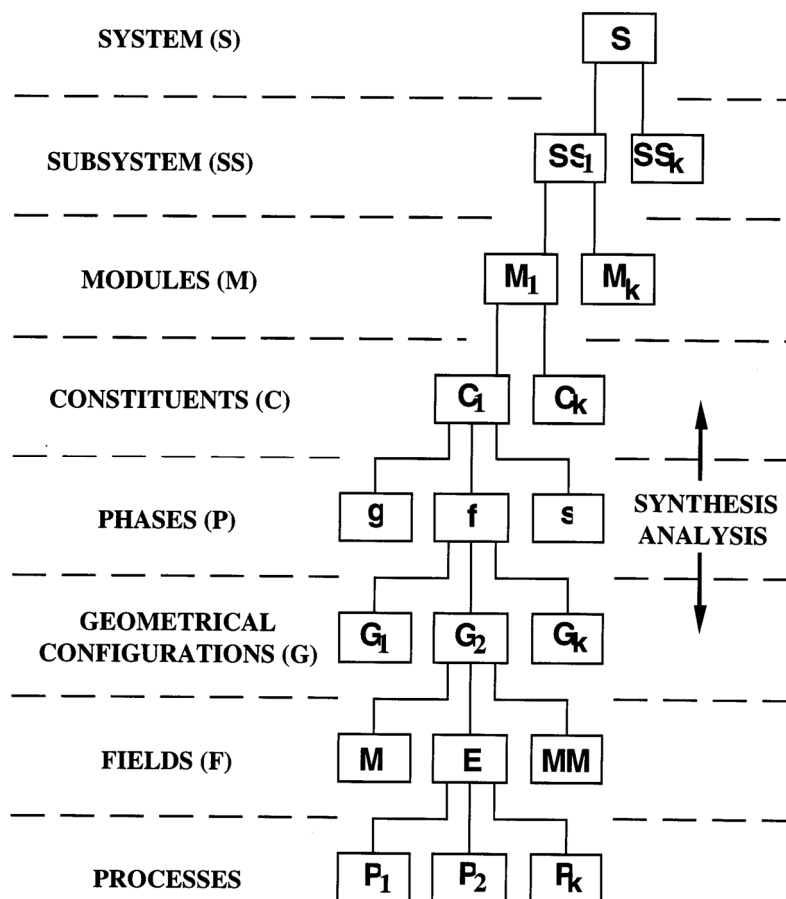 SYSTEM (S)
S
SUBSYSTEM (SS)
SS1 SSk
MODULES (M)
M1 Mk
CONSTITUENTS (C)
C1 Ck
PHASES (P)
g f s
SYNTHESIS
ANALYSIS
GEOMETRICAL
CONFIGURATIONS (G)
G1 G2 Gk
FIELDS (F)
M E MM
PROCESSES
P1 P2 Pk